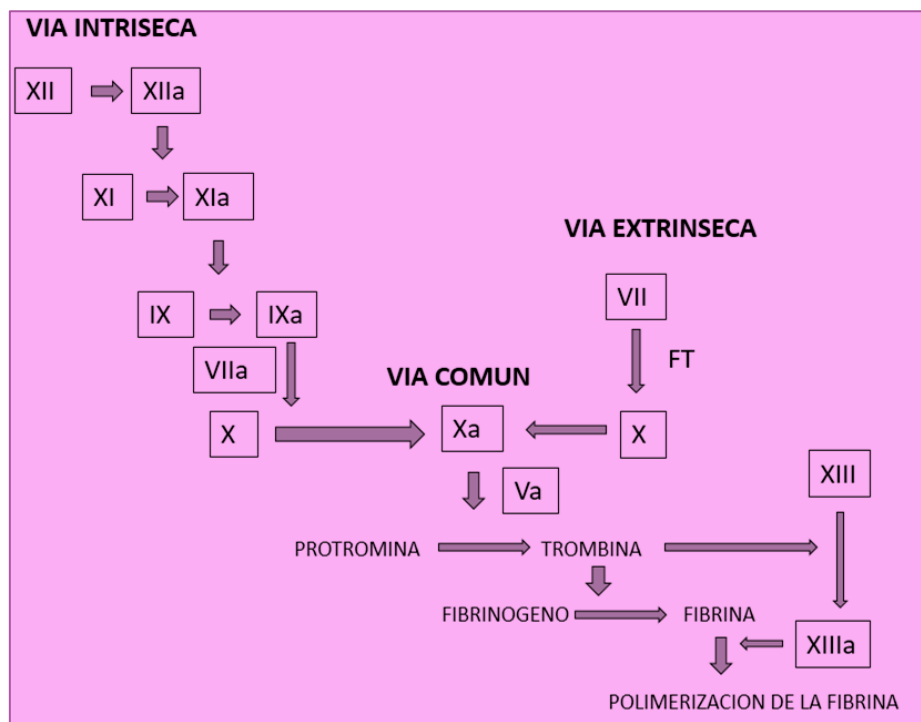 VIA INTRISECA
XII
XIIa
XI
XIa
VIA EXTRINSECA
VII
IX
IXa
FT
VIIa
VIA COMUN
X
Xa
X
XIII
Va
PROTROMINA
TROMBINA
FIBRINOGENO
FIBRINA
XIIIa
POLIMERIZACION DE LA FIBRINA